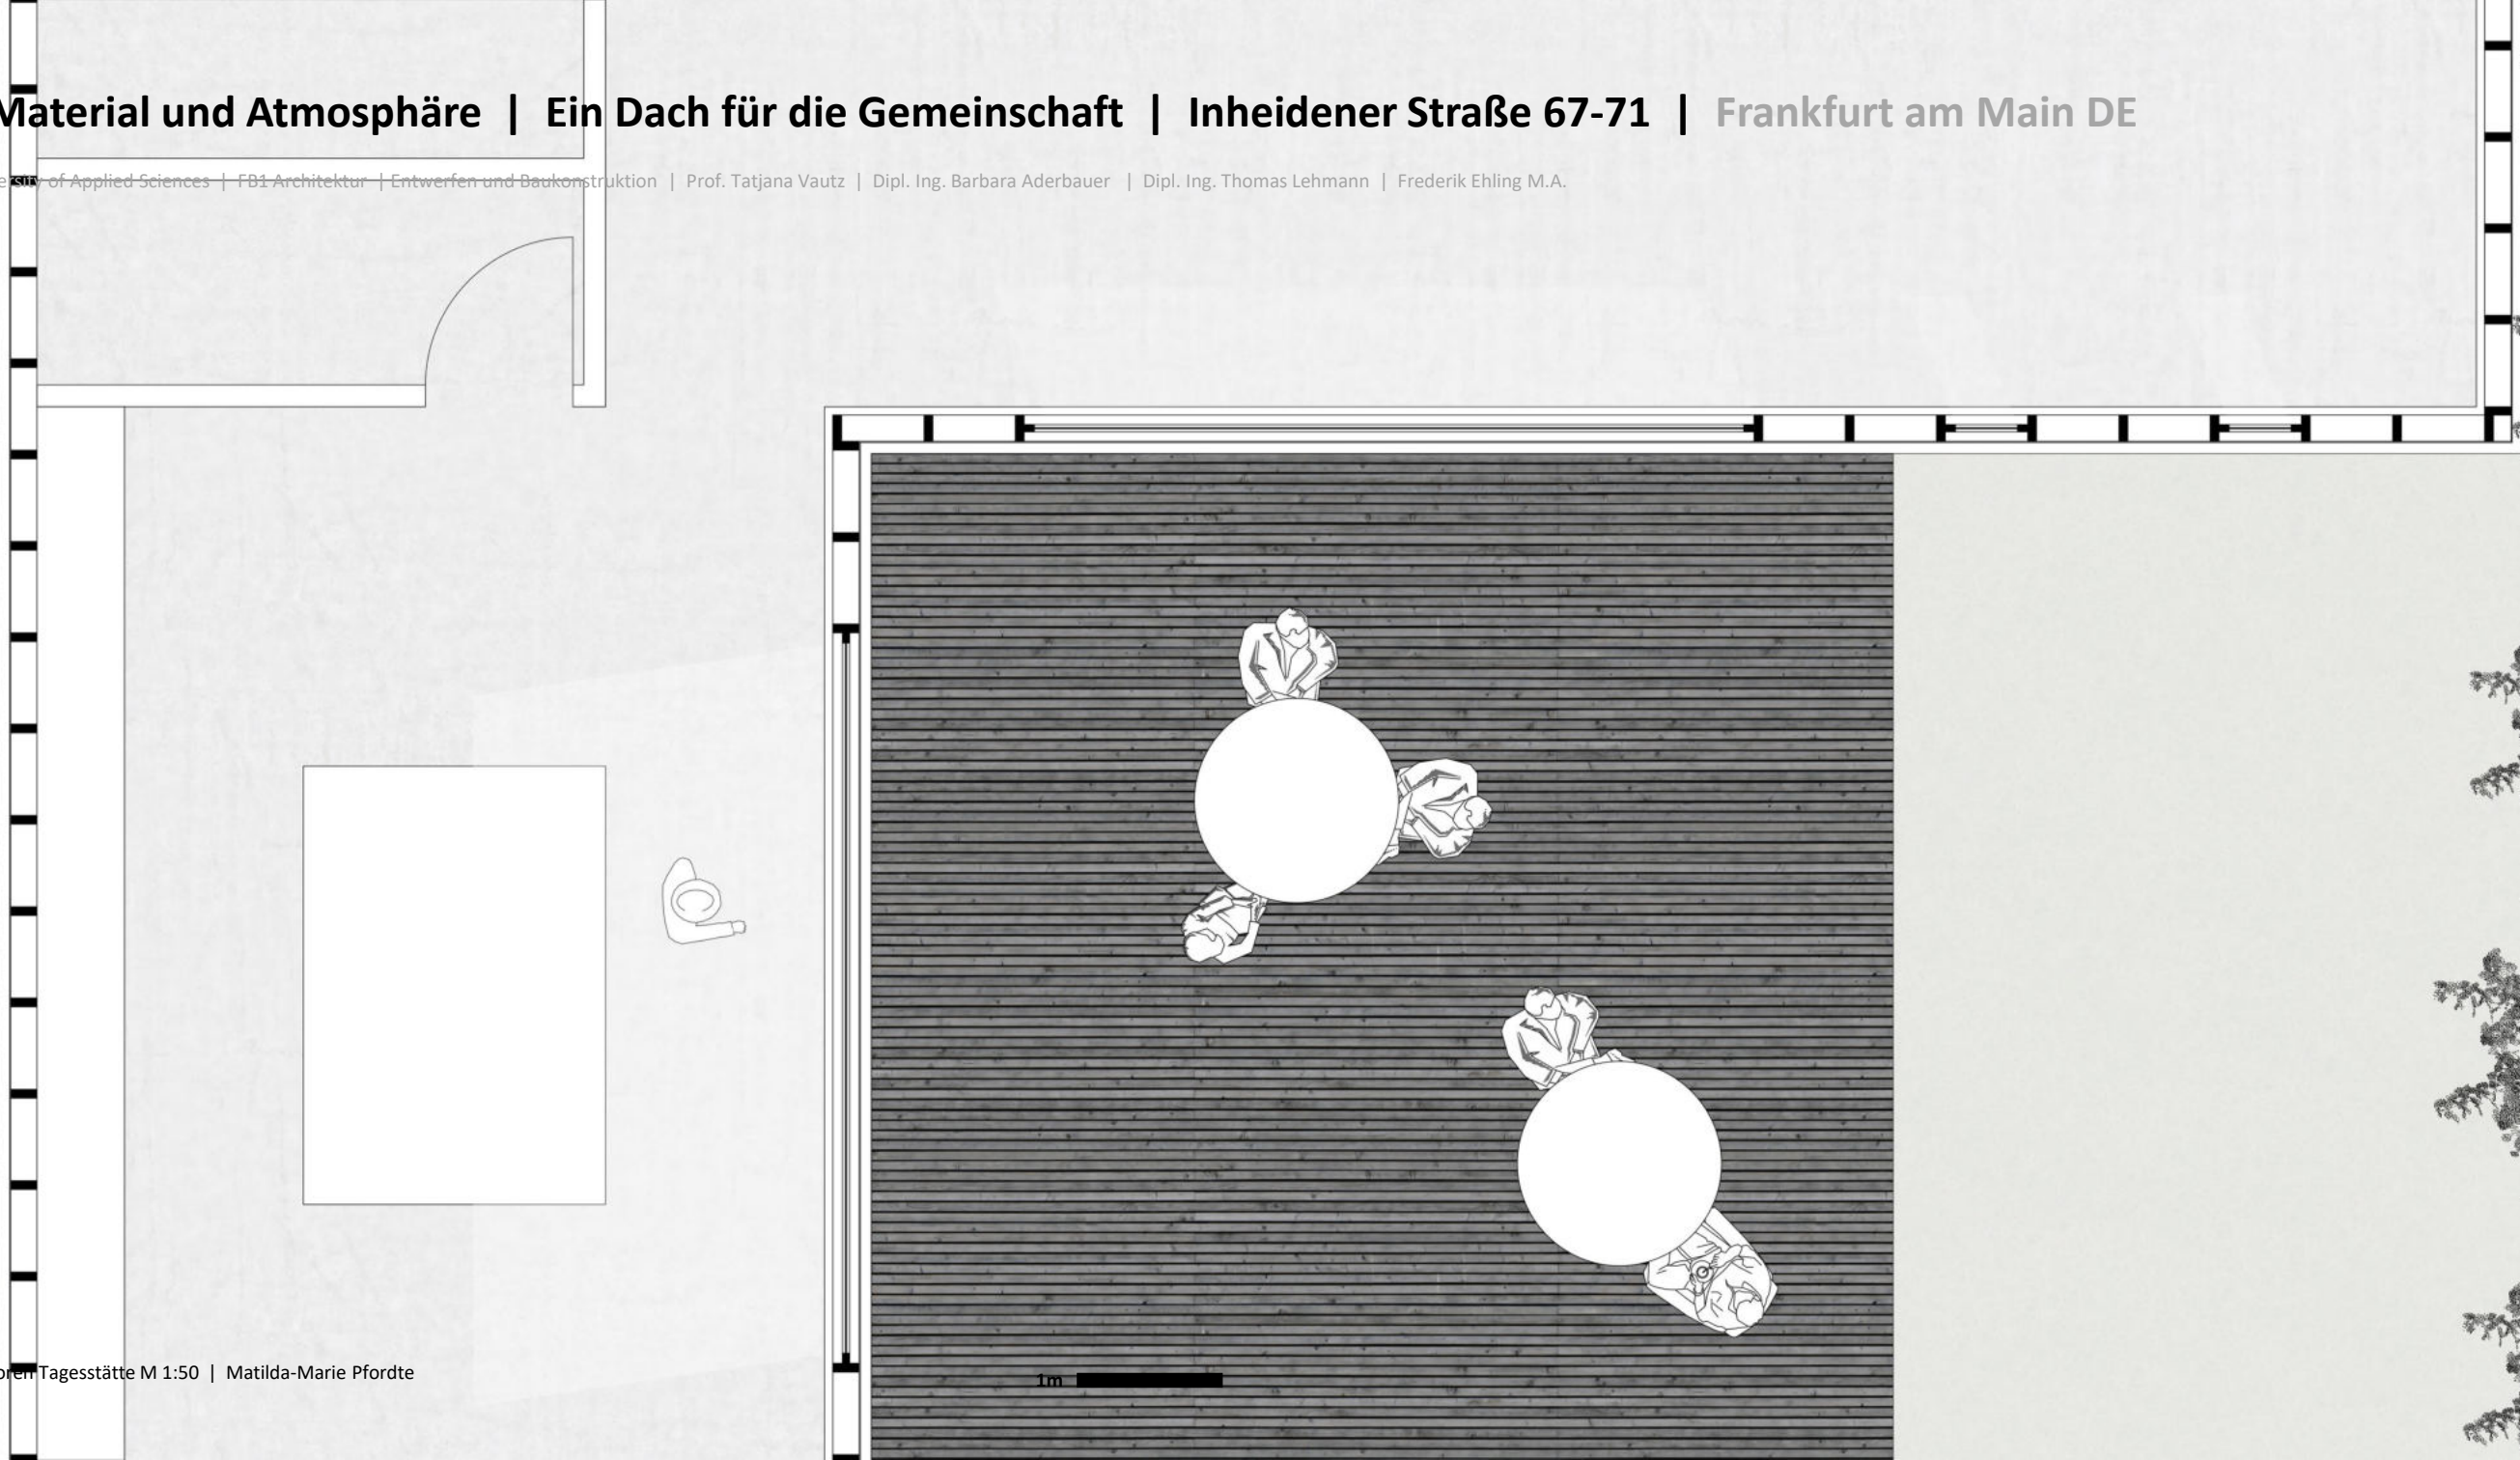 Material und Atmosphäre | Ein Dach für die Gemeinschaft | Inheidener Straße 67-71 | Frankfurt am Main DE
of Applied Sciences | FB1 Architektur | Entwerfen und Baukonstruktion | Prof. Tatjana Vautz | Dipl. Ing. Barbara Aderbauer | Dipl. Ing. Thomas Lehmann | Frederik Ehling M.A.
Tagesstätte M 1:50 | Matilda-Marie Pfordte
1m